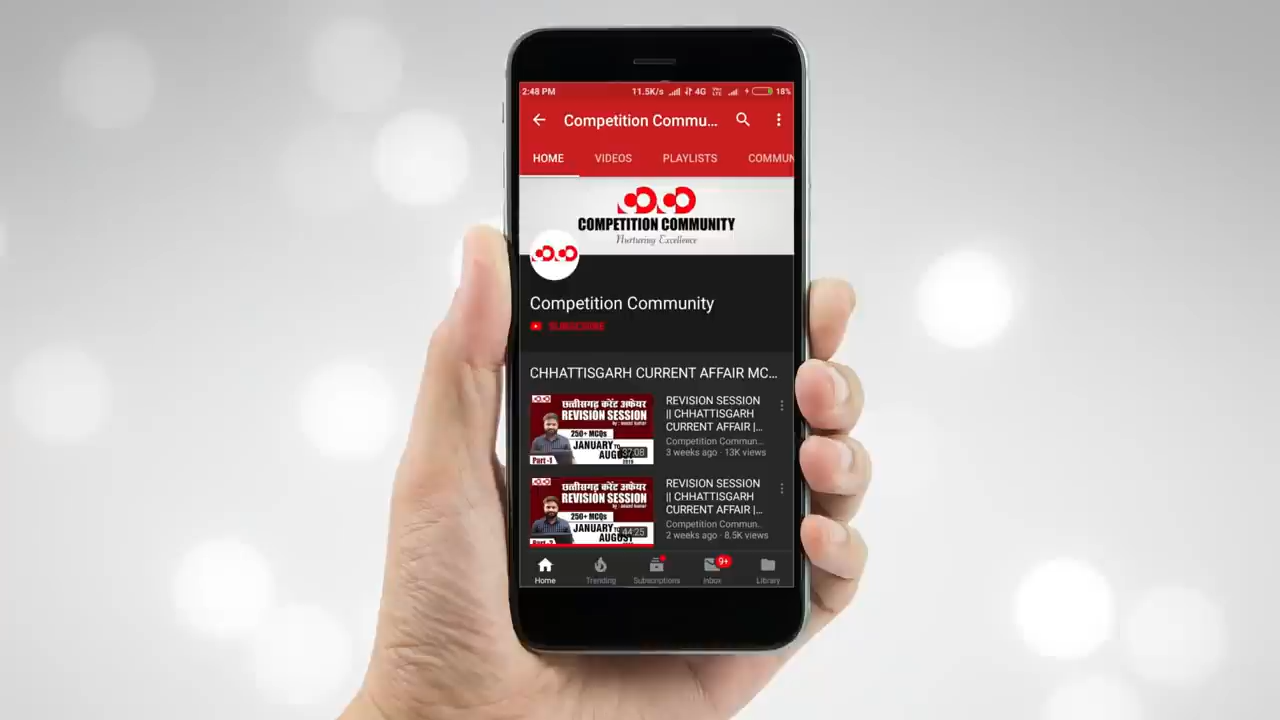 2:48 PM 11.5K/s 4G VoLTE 18%
Competition Commu...
HOME VIDEOS PLAYLISTS COMMUN
COMPETITION COMMUNITY
Nurturing Excellence
Competition Community
SUBSCRIBE
CHHATTISGARH CURRENT AFFAIR MC...
छत्तीसगढ़ करेंट अफेयर
REVISION SESSION
250+ MCQs
JANUARY TO
AUGUST
2019
Part -1
37:08
REVISION SESSION
|| CHHATTISGARH
CURRENT AFFAIR |...
Competition Commun...
3 weeks ago · 13K views
छत्तीसगढ़ करेंट अफेयर
REVISION SESSION
250+ MCQs
JANUARY
AUGUST
44:25
REVISION SESSION
|| CHHATTISGARH
CURRENT AFFAIR |...
Competition Commun..
2 weeks ago · 8.5K views
9+
Home Trending Subscriptions Inbox Library